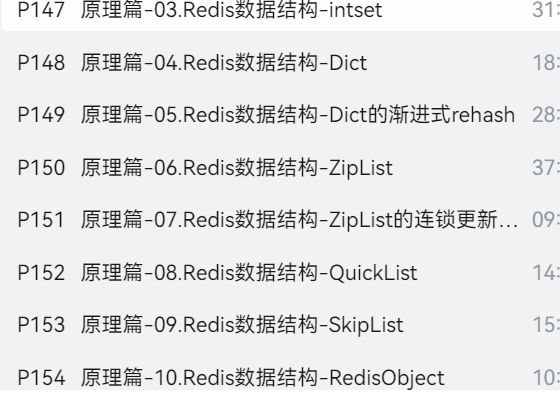 P147 原理篇-03.Redis数据结构-intset 31:
P148 原理篇-04.Redis数据结构-Dict 18:
P149 原理篇-05.Redis数据结构-Dict的渐进式rehash 28:
P150 原理篇-06.Redis数据结构-ZipList 37:
P151 原理篇-07.Redis数据结构-ZipList的连锁更新... 09:
P152 原理篇-08.Redis数据结构-QuickList 14:
P153 原理篇-09.Redis数据结构-SkipList 15:
P154 原理篇-10.Redis数据结构-RedisObject 10: